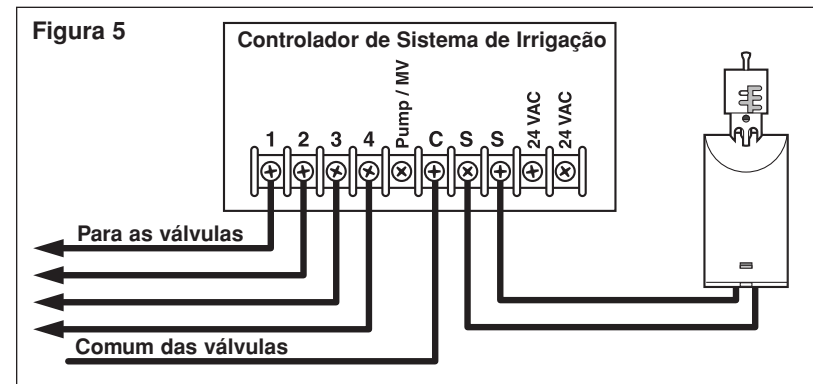 Figura 5
Controlador de Sistema de Irrigação
1 2 3 4 Pump / MV C S S 24 VAC 24 VAC
Para as válvulas
Comum das válvulas